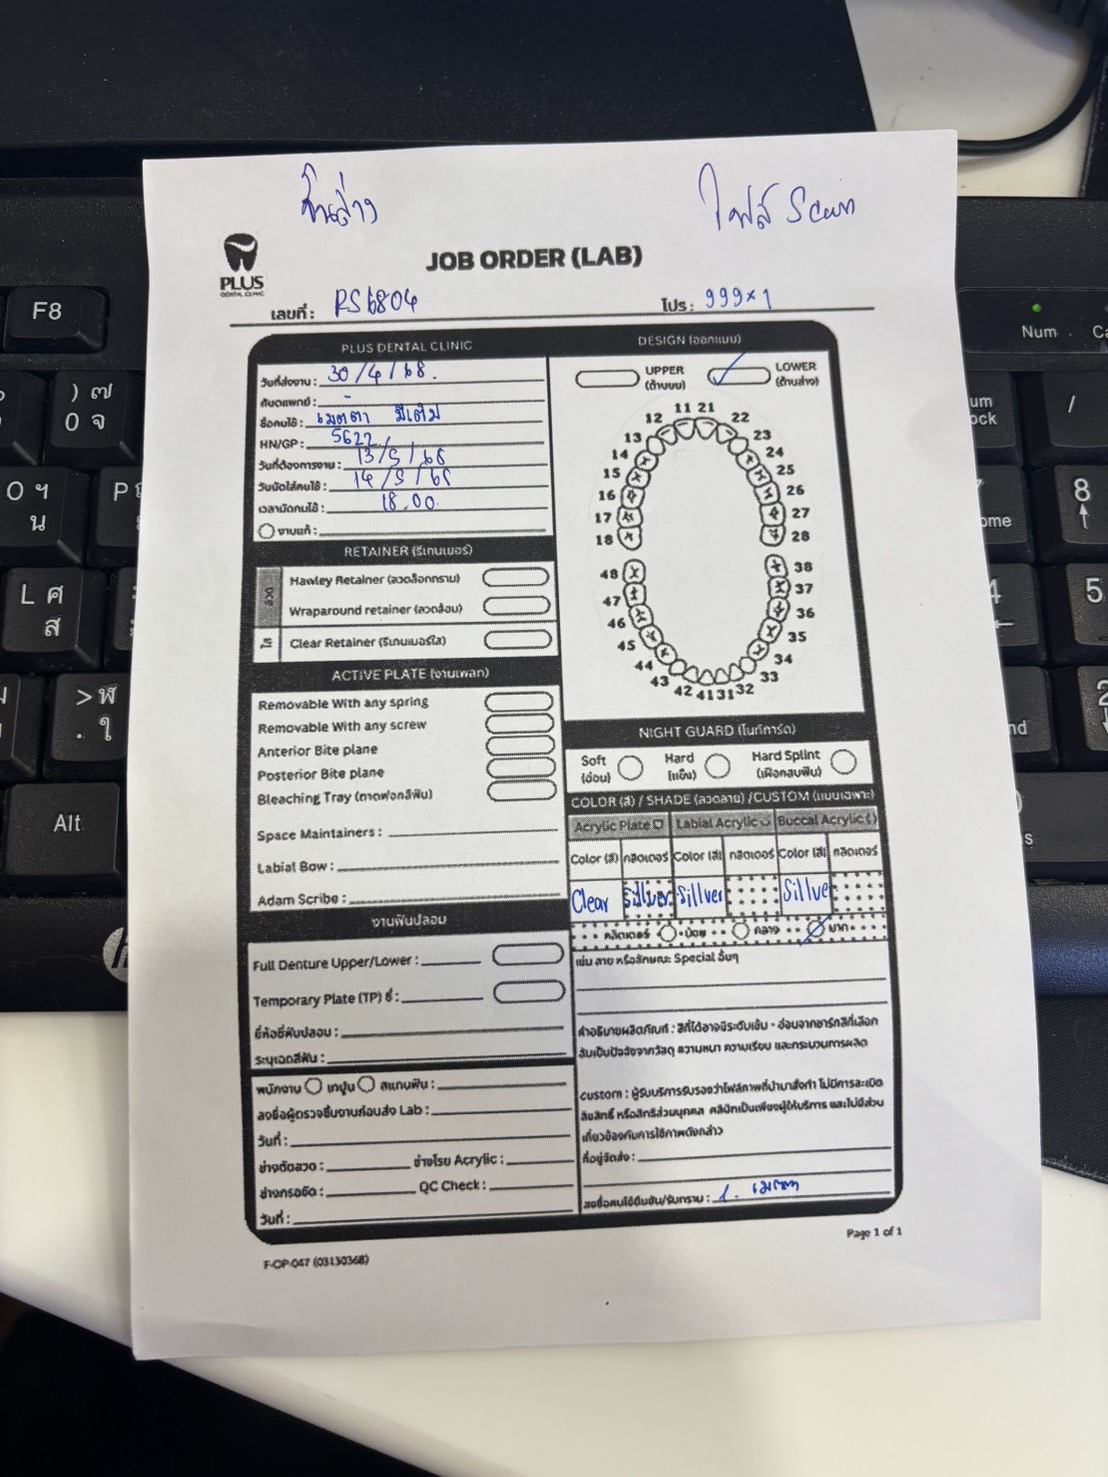 ชิ้นล่าง
ไฟล์ Scan
PLUS
DENTAL CLINIC
JOB ORDER (LAB)
เลขที่ : RS6804
โปร : 999x1
PLUS DENTAL CLINIC
วันที่ส่งงาน : 30/4/68.
ทันตแพทย์ : -
ชื่อคนไข้ : เมตตา มีเติม
HN/GP : 5622
วันที่ต้องการงาน : 13/5/68
วันนัดใส่คนไข้ : 14/5/68
เวลานัดคนไข้ : 18.00
งานแก้ :
RETAINER (รีเทนเนอร์)
ลวด
Hawley Retainer (ลวดล็อกกราม)
Wraparound retainer (ลวดล้อม)
ใส
Clear Retainer (รีเทนเนอร์ใส)
ACTIVE PLATE (งานเพลท)
Removable With any spring
Removable With any screw
Anterior Bite plane
Posterior Bite plane
Bleaching Tray (ถาดฟอกสีฟัน)
Space Maintainers :
Labial Bow :
Adam Scribe :
งานฟันปลอม
Full Denture Upper/Lower :
Temporary Plate (TP) ซี่ :
ยี่ห้อซี่ฟันปลอม :
ระบุเฉดสีฟัน :
พนักงาน เทปูน สแกนฟัน :
ลงชื่อผู้ตรวจชิ้นงานก่อนส่ง Lab :
วันที่ :
ช่างดัดลวด : ช่างโรย Acrylic :
ช่างกรอขัด : QC Check :
วันที่ :
DESIGN (ออกแบบ)
UPPER (ด้านบน)
LOWER (ด้านล่าง)
11 21
12 22
13 23
14 24
15 25
16 26
17 27
18 28
48 38
47 37
46 36
45 35
44 34
43 33
42 41 31 32
NIGHT GUARD (ไนท์การ์ด)
Soft (อ่อน)
Hard (แข็ง)
Hard Splint (เฝือกสบฟัน)
COLOR (สี) / SHADE (ลวดลาย) /CUSTOM (แบบเฉพาะ)
Acrylic Plate Labial Acrylic Buccal Acrylic
Color (สี) กลิตเตอร์ Color (สี) กลิตเตอร์ Color (สี) กลิตเตอร์
Clear Sillver Sillver Sillve
กลิตเตอร์ น้อย กลาง มาก
เช่น ลาย หรือลักษณะ Special อื่นๆ
คำอธิบายผลิตภัณฑ์ : สีที่ได้อาจมีระดับเข้ม - อ่อนจากชาร์กสีที่เลือก
อันเป็นปัจจัยจากวัสดุ ความหนา ความเรียบ และกระบวนการผลิต
custom : ผู้รับบริการรับรองว่าไฟล์ภาพที่นำมาสั่งทำ ไม่มีการละเมิด
ลิขสิทธิ์ หรือสิทธิส่วนบุคคล คลินิกเป็นเพียงผู้ให้บริการ และไม่มีส่วน
เกี่ยวข้องกับการใช้ภาพดังกล่าว
ที่อยู่จัดส่ง :
ลงชื่อคนไข้ยืนยัน/รับทราบ : 1. เมตตา
F-OP-047 (03130368)
Page 1 of 1
F8
Alt
Num
8
5